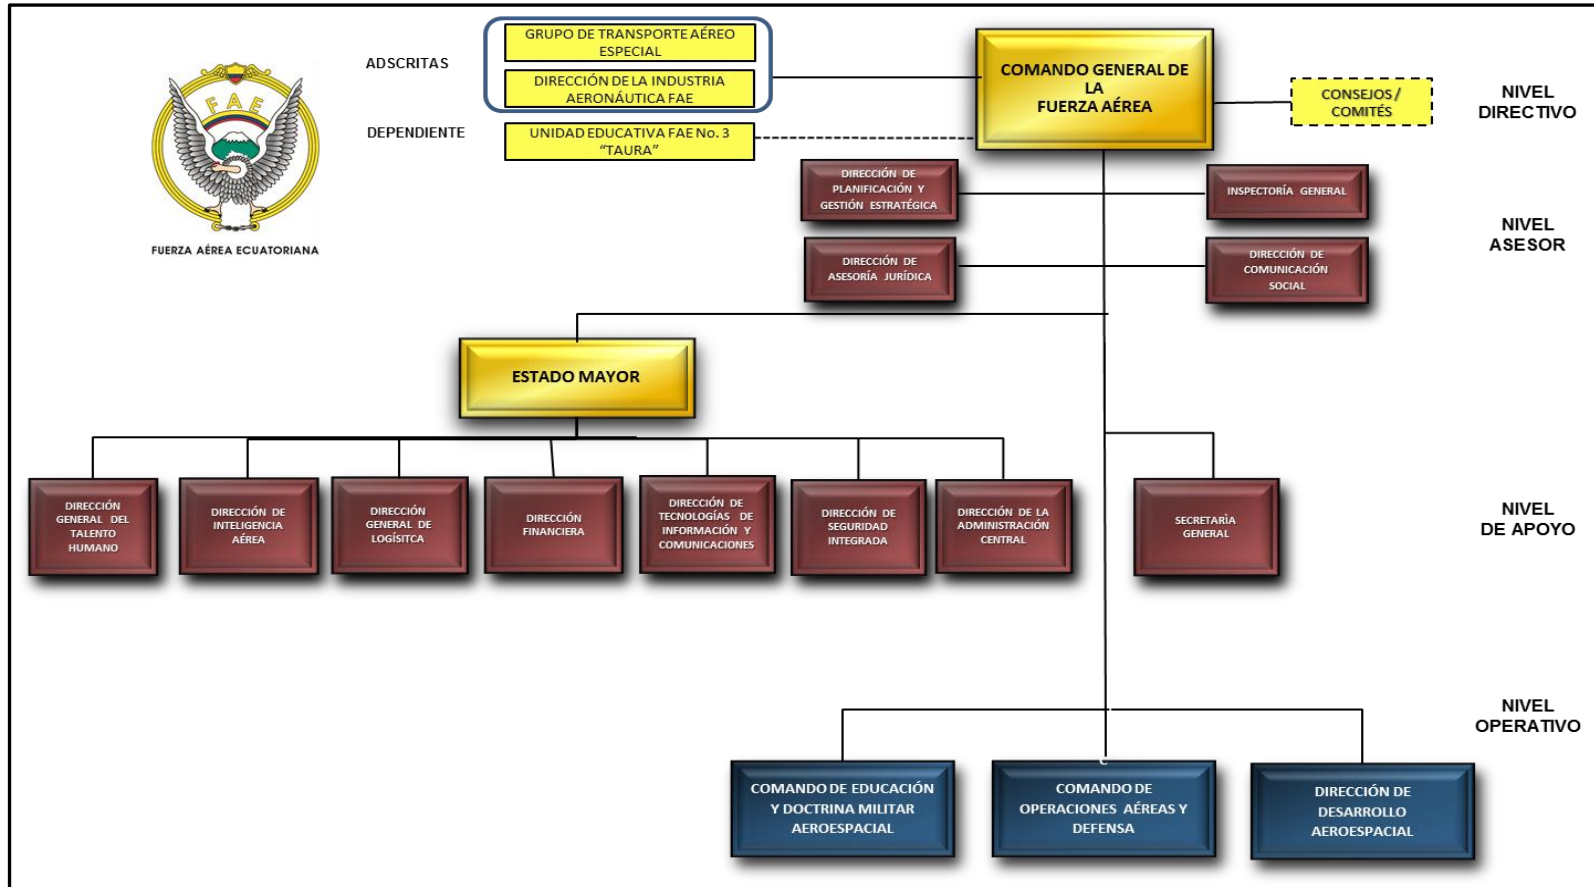 FAE
FUERZA AÉREA ECUATORIANA
ADSCRITAS
GRUPO DE TRANSPORTE AÉREO
ESPECIAL
DIRECCIÓN DE LA INDUSTRIA
AERONÁUTICA FAE
DEPENDIENTE
UNIDAD EDUCATIVA FAE No. 3
“TAURA”
COMANDO GENERAL DE
LA
FUERZA AÉREA
CONSEJOS /
COMITÉS
NIVEL
DIRECTIVO
DIRECCIÓN DE
PLANIFICACIÓN Y
GESTIÓN ESTRATÉGICA
INSPECTORÍA GENERAL
DIRECCIÓN DE
ASESORÍA JURÍDICA
DIRECCIÓN DE
COMUNICACIÓN
SOCIAL
NIVEL
ASESOR
ESTADO MAYOR
DIRECCIÓN
GENERAL DEL
TALENTO
HUMANO
DIRECCIÓN DE
INTELIGENCIA
AÉREA
DIRECCIÓN
GENERAL DE
LOGÍSITCA
DIRECCIÓN
FINANCIERA
DIRECCIÓN DE
TECNOLOGÍAS DE
INFORMACIÓN Y
COMUNICACIONES
DIRECCIÓN DE
SEGURIDAD
INTEGRADA
DIRECCIÓN DE LA
ADMINISTRACIÓN
CENTRAL
SECRETARÌA
GENERAL
NIVEL
DE APOYO
NIVEL
OPERATIVO
COMANDO DE EDUCACIÓN
Y DOCTRINA MILITAR
AEROESPACIAL
C
COMANDO DE
OPERACIONES AÉREAS Y
DEFENSA
DIRECCIÓN DE
DESARROLLO
AEROESPACIAL